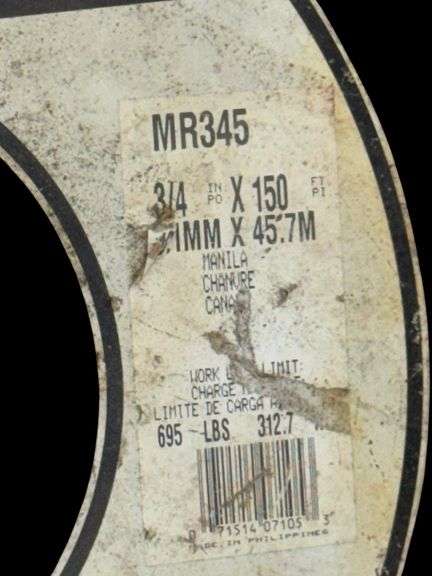 MR345
3/4 IN PO X 150 FT PI
MM X 45.7M
MANILA
CHANVRE
WORK LIMIT
CHARGE
LIMITE DE CARGA
695 LBS 312.7
0 71514 07105 3
IN PHILIPPINES